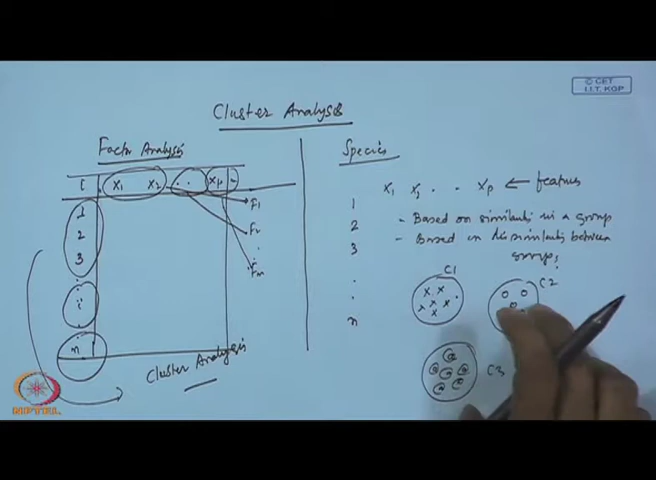 © CET
I.I.T. KGP
Cluster Analysis
Factor Analysis
i X1 X2 . . Xp
1
2
3
i
n
F1
F2
.
Fm
Cluster Analysis
Species
X1 X2 . . Xp ← features
1
2
3
.
.
n
- Based on similarity in a group
- Based on dissimilarity between
groups
C1
C2
C3
NPTEL